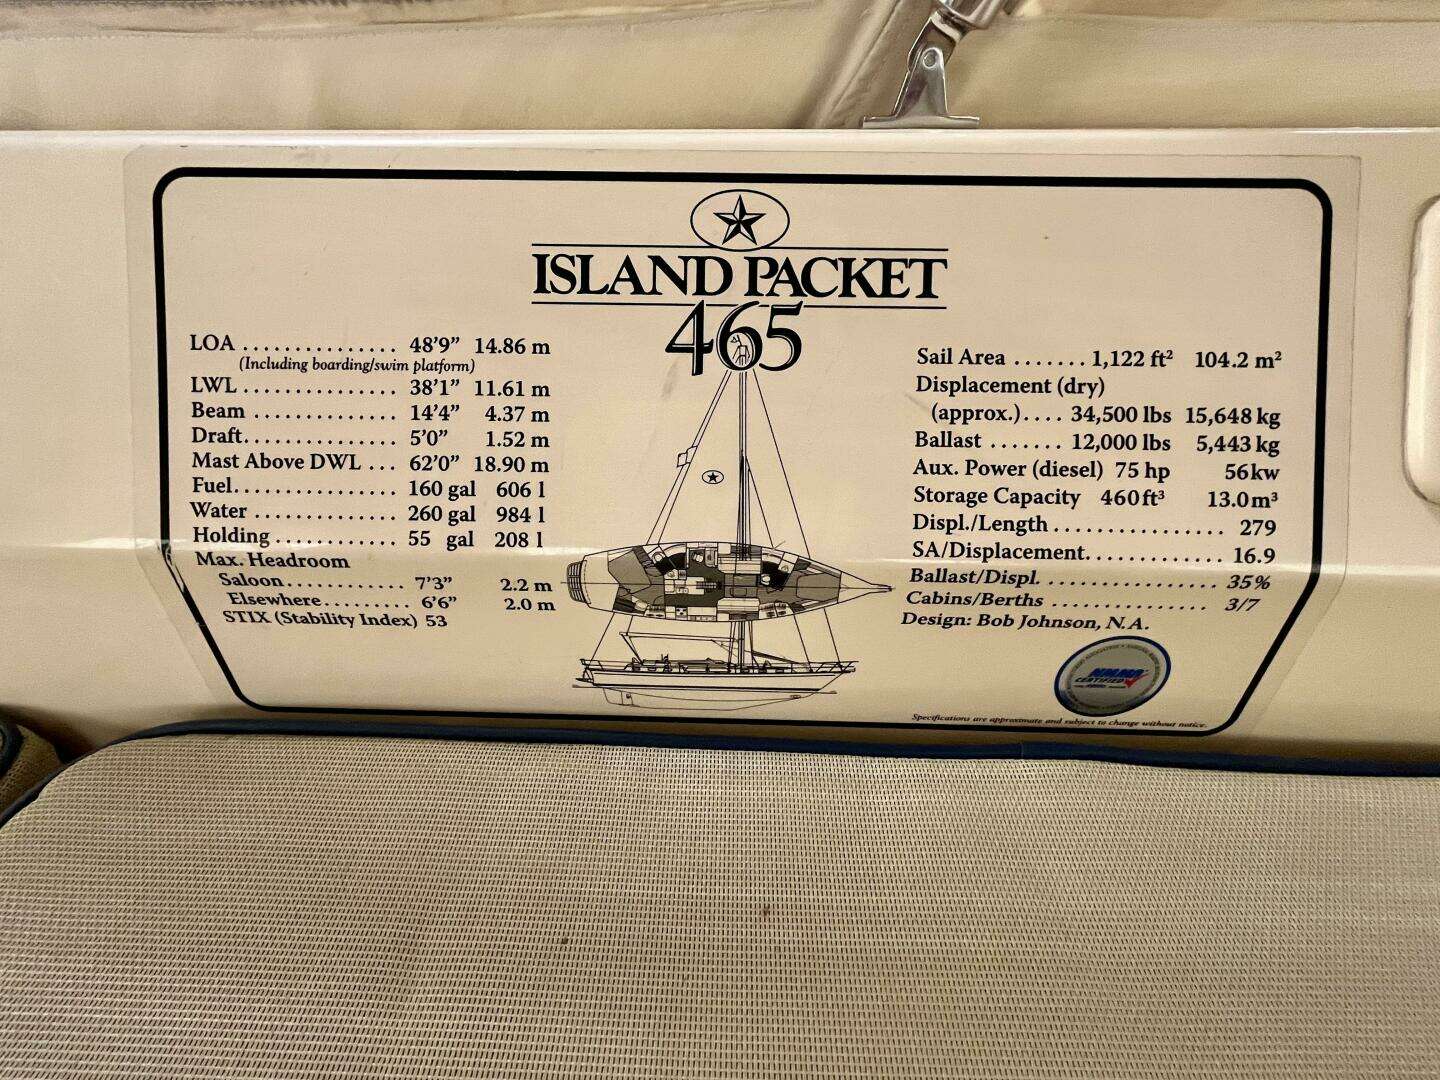 ISLAND PACKET
465
LOA ............... 48'9" 14.86 m
(Including boarding/swim platform)
LWL ............... 38'1" 11.61 m
Beam .............. 14'4" 4.37 m
Draft............... 5'0" 1.52 m
Mast Above DWL ... 62'0" 18.90 m
Fuel................ 160 gal 606 l
Water .............. 260 gal 984 l
Holding ............ 55 gal 208 l
Max. Headroom
Saloon............ 7'3" 2.2 m
Elsewhere......... 6'6" 2.0 m
STIX (Stability Index) 53
Sail Area ....... 1,122 ft² 104.2 m²
Displacement (dry)
(approx.).... 34,500 lbs 15,648 kg
Ballast ....... 12,000 lbs 5,443 kg
Aux. Power (diesel) 75 hp 56kw
Storage Capacity 460ft³ 13.0m³
Displ./Length ............... 279
SA/Displacement............. 16.9
Ballast/Displ. ................. 35%
Cabins/Berths ............... 3/7
Design: Bob Johnson, N.A.
NMMA
CERTIFIED
Specifications are approximate and subject to change without notice.